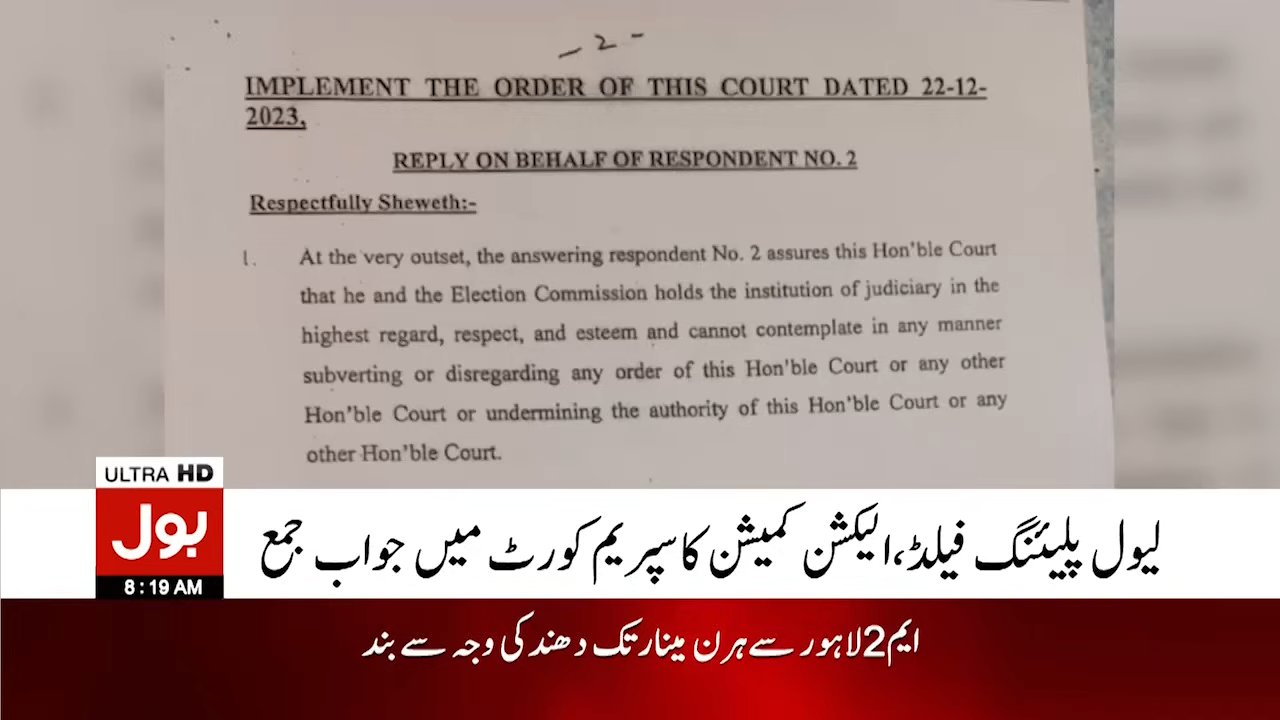 - 2 -
IMPLEMENT THE ORDER OF THIS COURT DATED 22-12-
2023,
REPLY ON BEHALF OF RESPONDENT NO. 2
Respectfully Sheweth:-
1. At the very outset, the answering respondent No. 2 assures this Hon'ble Court
that he and the Election Commission holds the institution of judiciary in the
highest regard, respect, and esteem and cannot contemplate in any manner
subverting or disregarding any order of this Hon'ble Court or any other
Hon'ble Court or undermining the authority of this Hon'ble Court or any
other Hon'ble Court.
ULTRA HD
بول
8:19 AM
لیول پلیئنگ فیلڈ،الیکشن کمیشن کا سپریم کورٹ میں جواب جمع
ایم2لاہور سے ہرن مینار تک دھند کی وجہ سے بند